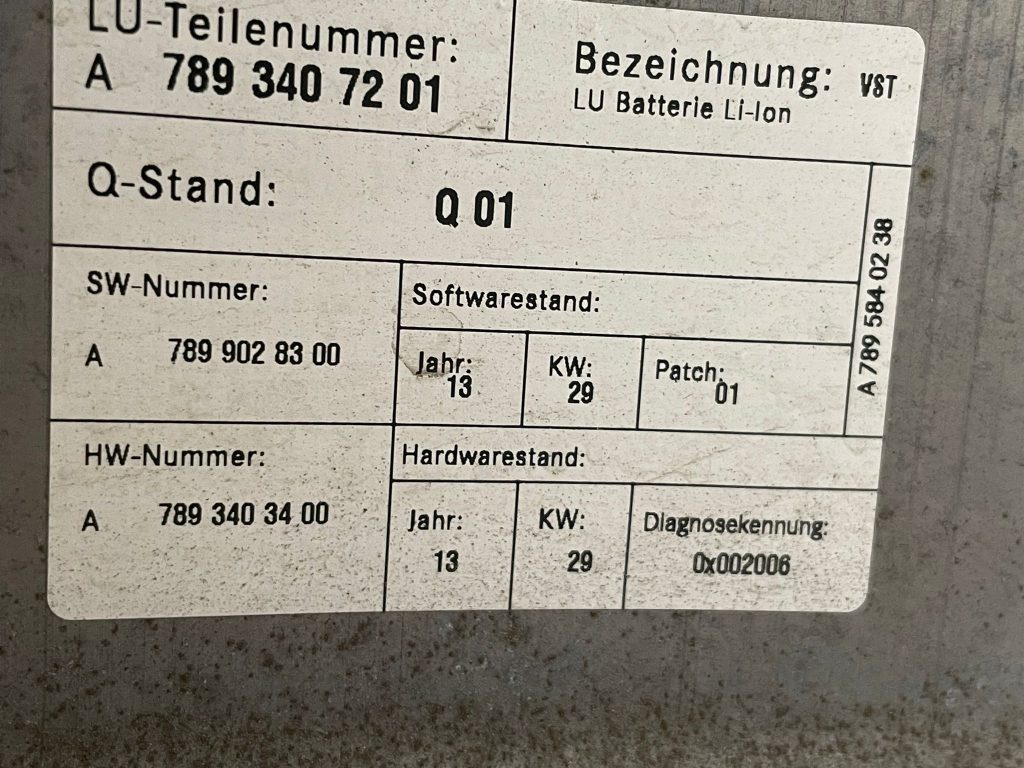 LU-Teilenummer:
A 789 340 72 01
Bezeichnung: VST
LU Batterie Li-Ion
Q-Stand: Q 01
A 789 584 02 38
SW-Nummer:
A 789 902 83 00
Softwarestand:
Jahr:
13
KW:
29
Patch:
01
HW-Nummer:
A 789 340 34 00
Hardwarestand:
Jahr:
13
KW:
29
Diagnosekennung:
0x002006